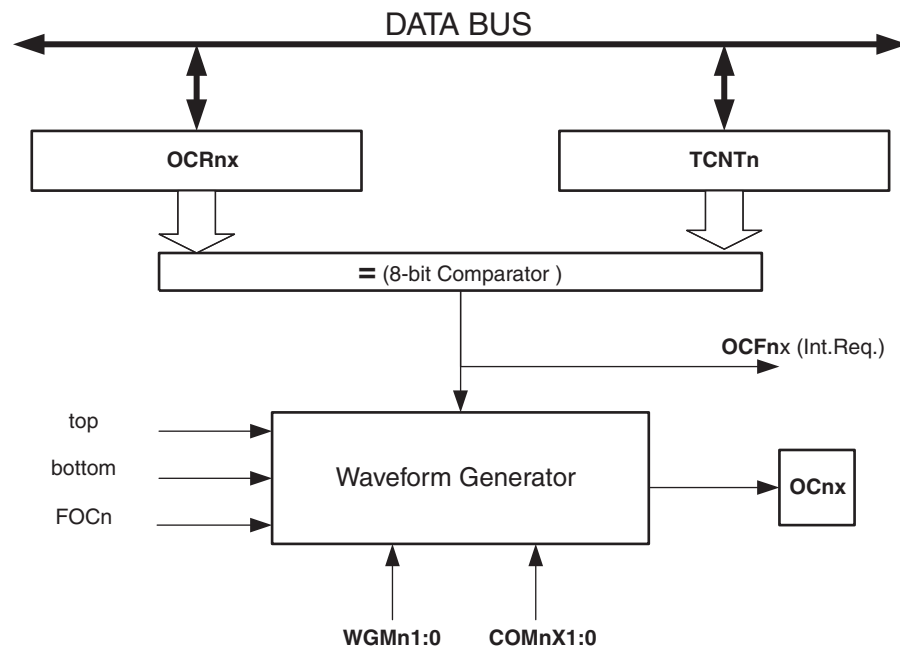 DATA BUS
OCRnx
TCNTn
= (8-bit Comparator )
OCFnx (Int.Req.)
top
bottom
FOCn
Waveform Generator
OCnx
WGMn1:0
COMnX1:0